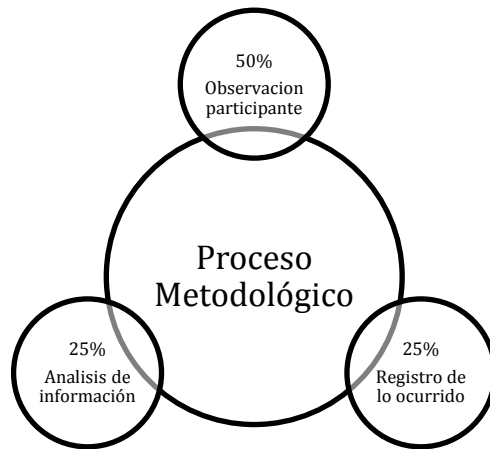 50%
Observacion
participante
Proceso
Metodológico
25%
Analisis de
información
25%
Registro de
lo ocurrido